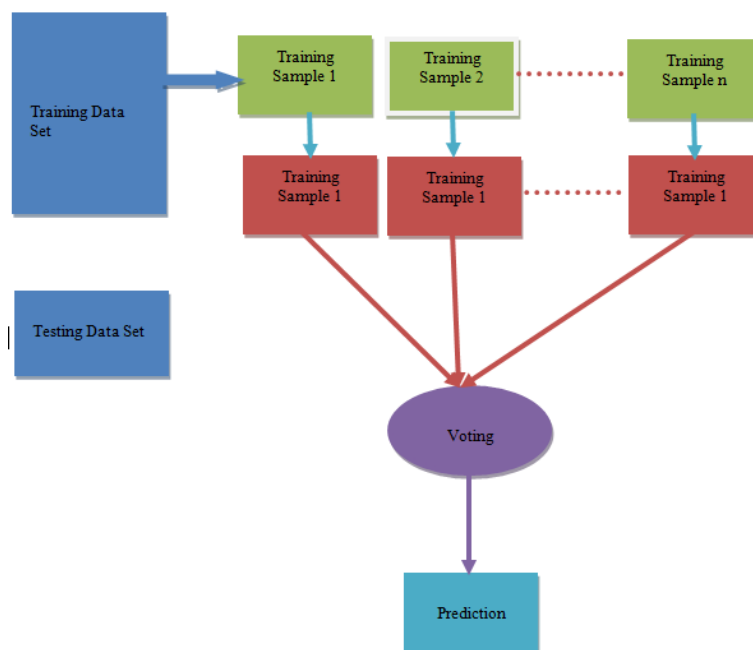 Training
Sample 1
Training
Sample 2
Training
Sample n
Training Data
Set
Training
Sample 1
Training
Sample 1
Training
Sample 1
Testing Data Set
Voting
Prediction